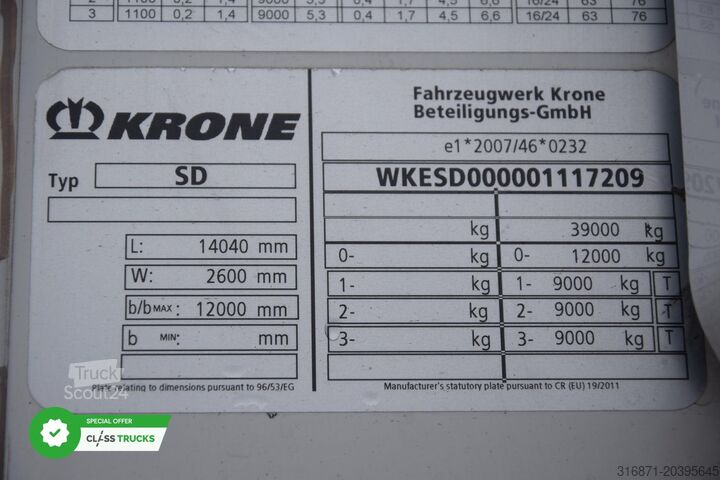 3 1100 0,2 1,4 9000 5,3 0,4 1,7 4,5 6,6 16/24 63 76
KRONE
Typ SD
L: 14040 mm
W: 2600 mm
b/b MAX: 12000 mm
b MIN: mm
Plate relating to dimensions pursuant to 96/53/EG
Fahrzeugwerk Krone
Beteiligungs-GmbH
e1*2007/46*0232
WKESD000001117209
kg 39000 kg
0- kg 0- 12000 kg
1- kg 1- 9000 kg T
2- kg 2- 9000 kg T
3- kg 3- 9000 kg T
Manufacturer's statutory plate pursuant to CR (EU) 19/2011
Truck
Scout24
SPECIAL OFFER
CLASS TRUCKS
316871-20395645